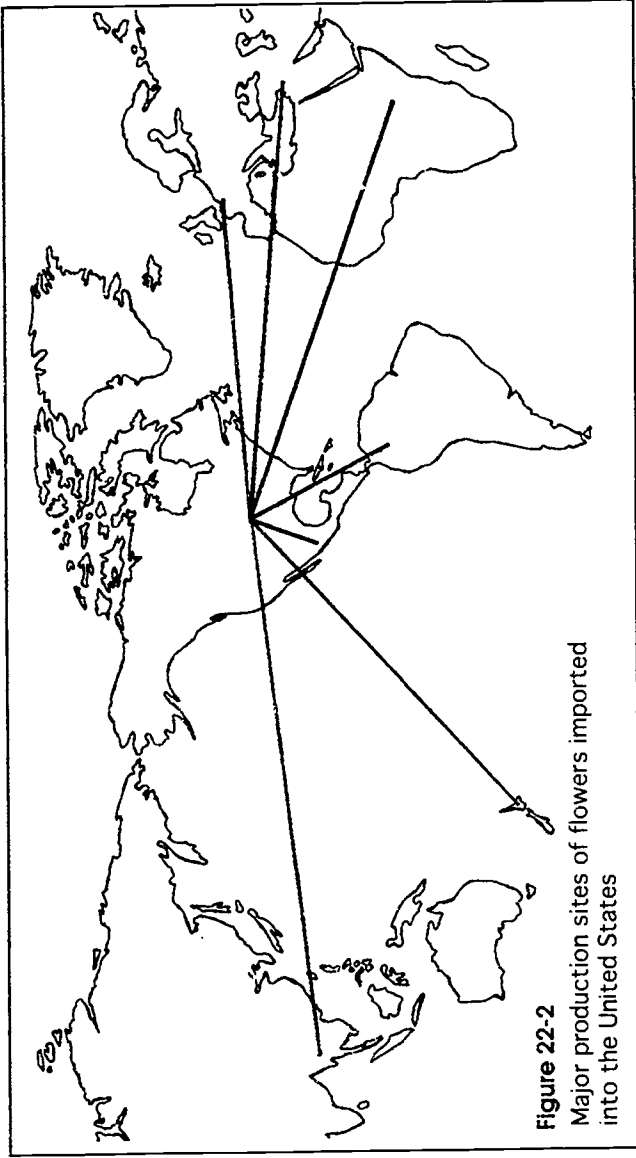 Figure 22-2
Major production sites of flowers imported
into the United States